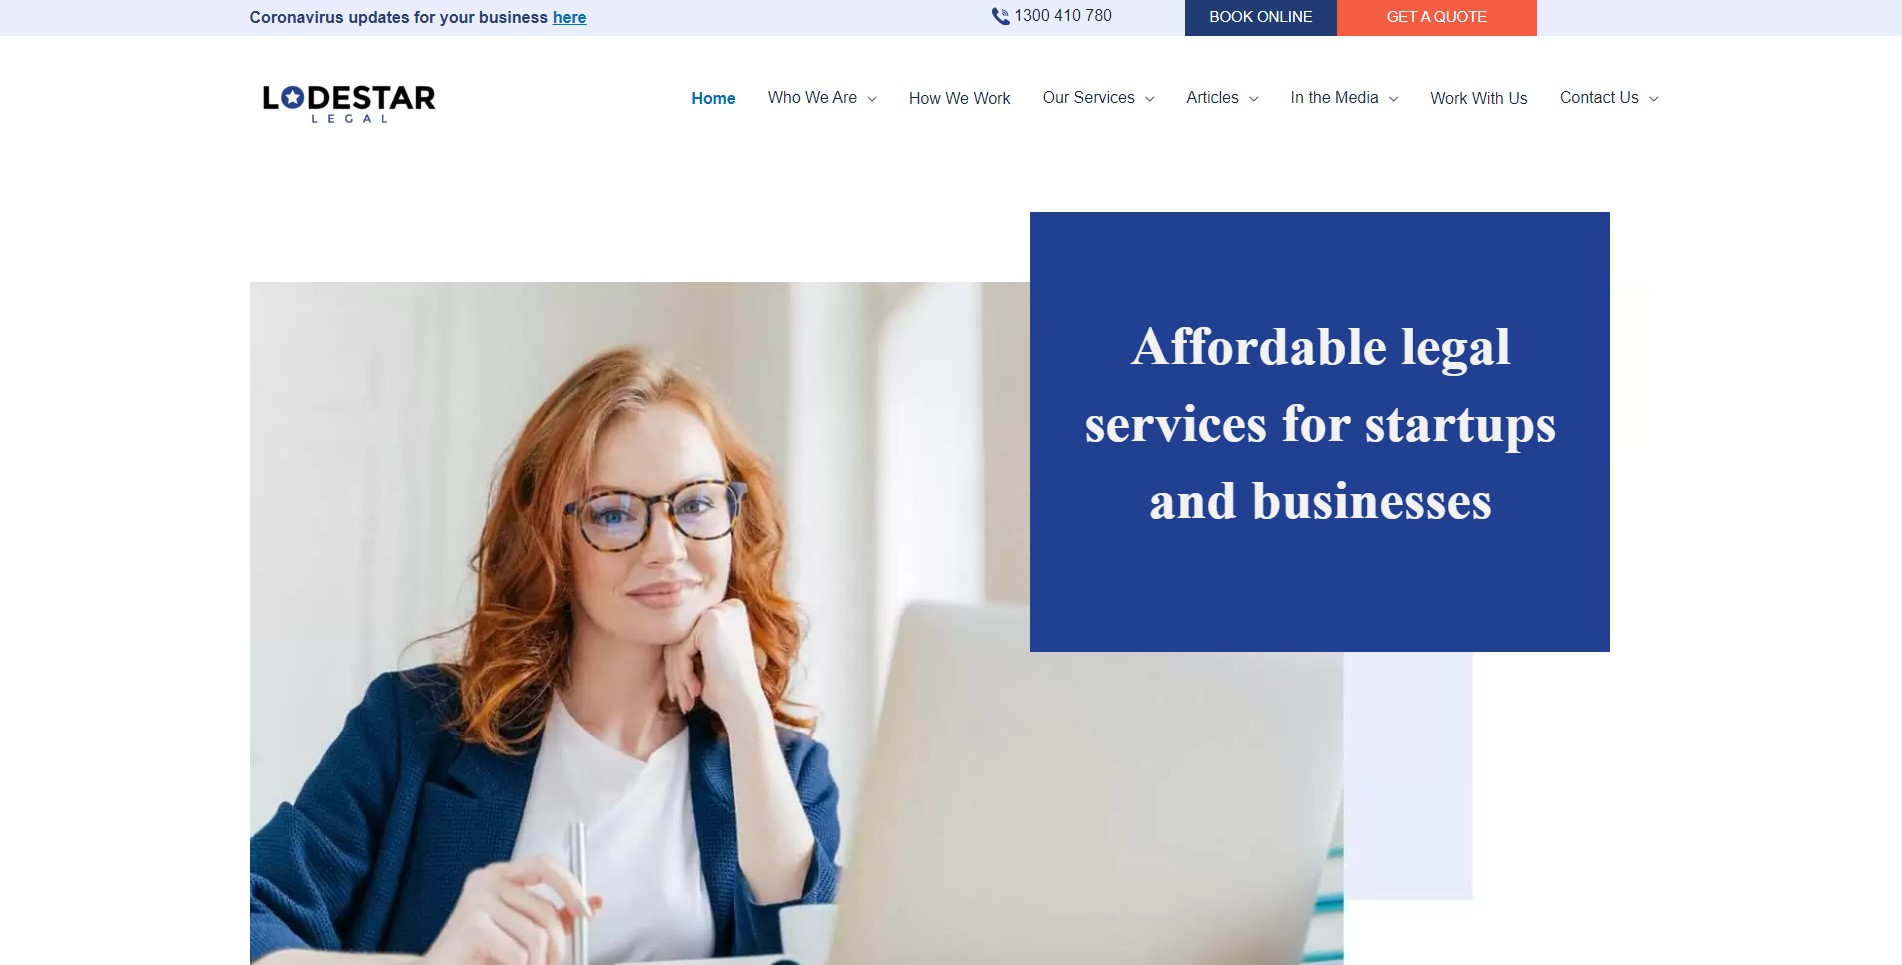 Coronavirus updates for your business here
1300 410 780
BOOK ONLINE
GET A QUOTE
LODESTAR
LEGAL
Home
Who We Are
How We Work
Our Services
Articles
In the Media
Work With Us
Contact Us
Affordable legal
services for startups
and businesses